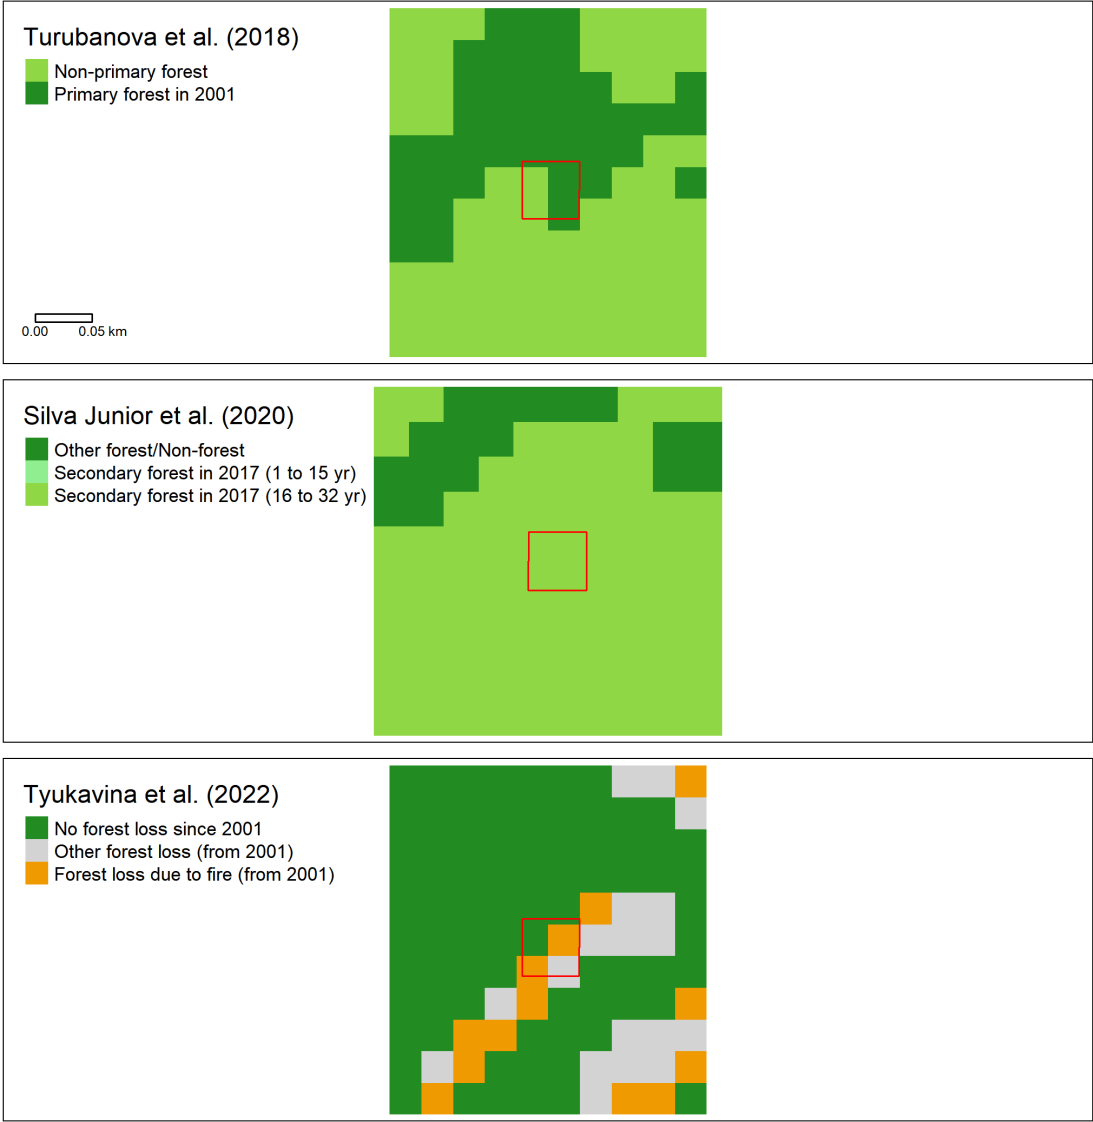 Turubanova et al. (2018)
Non-primary forest
Primary forest in 2001
0.00 0.05 km
Silva Junior et al. (2020)
Other forest/Non-forest
Secondary forest in 2017 (1 to 15 yr)
Secondary forest in 2017 (16 to 32 yr)
Tyukavina et al. (2022)
No forest loss since 2001
Other forest loss (from 2001)
Forest loss due to fire (from 2001)